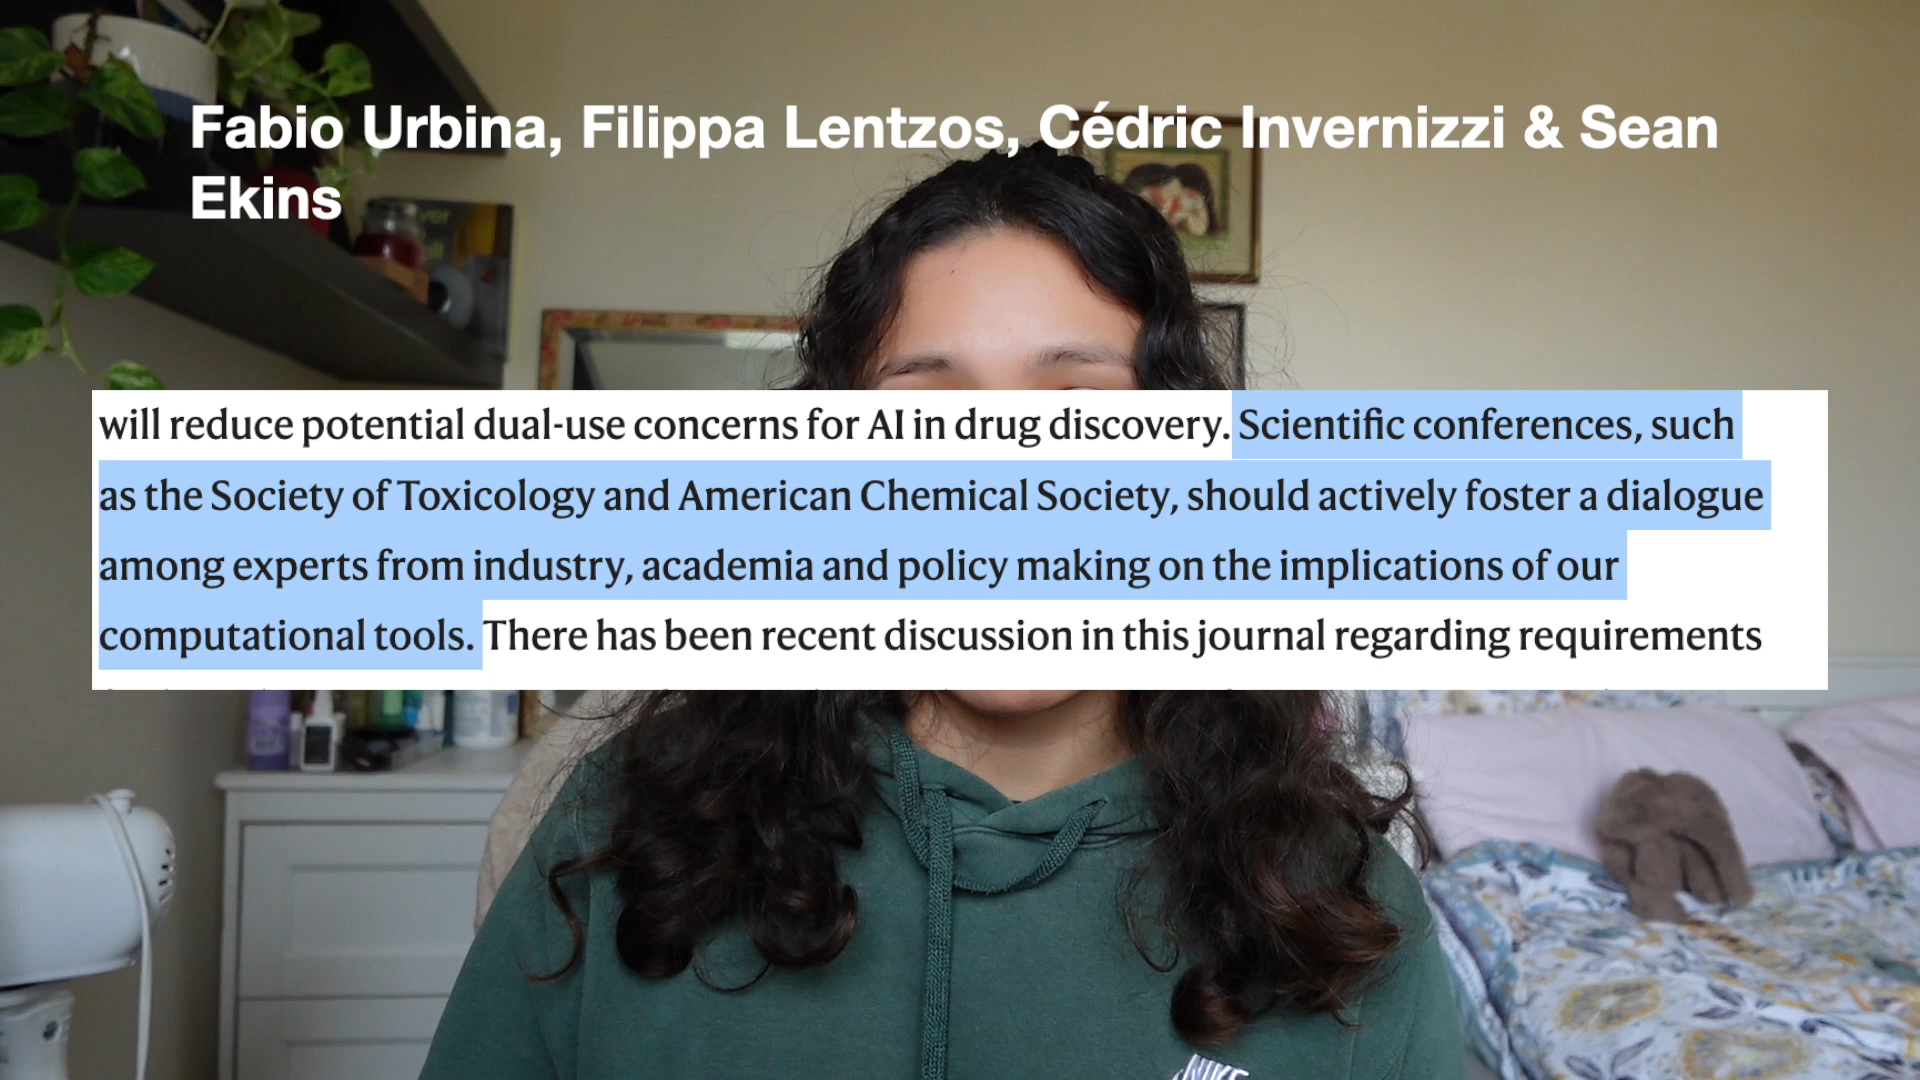 Fabio Urbina, Filippa Lentzos, Cédric Invernizzi & Sean
Ekins
will reduce potential dual-use concerns for AI in drug discovery. Scientific conferences, such
as the Society of Toxicology and American Chemical Society, should actively foster a dialogue
among experts from industry, academia and policy making on the implications of our
computational tools. There has been recent discussion in this journal regarding requirements
NIKE